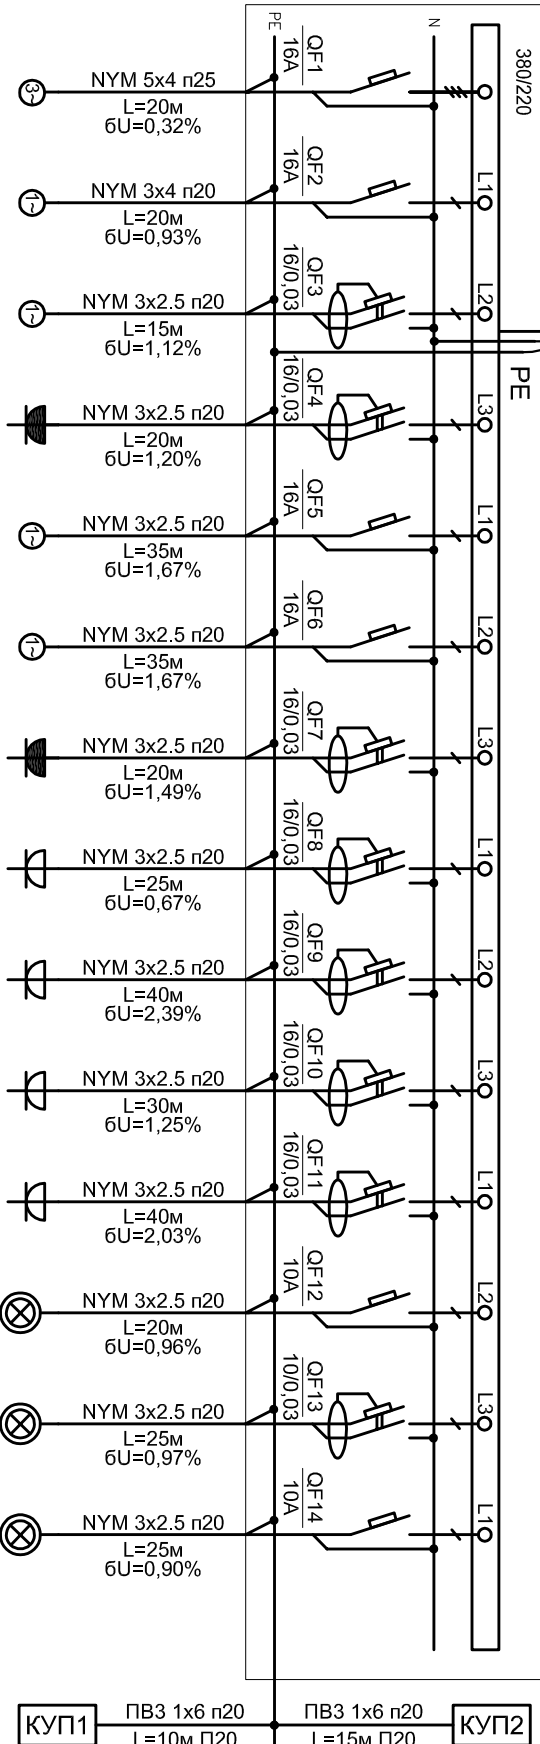 PE
N
380/220
NYM 5x4 п25
L=20м
бU=0,32%
QF1
16A
NYM 3x4 п20
L=20м
бU=0,93%
QF2
16A
L1
NYM 3x2.5 п20
L=15м
бU=1,12%
QF3
16/0,03
L2
PE
NYM 3x2.5 п20
L=20м
бU=1,20%
QF4
16/0,03
L3
NYM 3x2.5 п20
L=35м
бU=1,67%
QF5
16A
L1
NYM 3x2.5 п20
L=35м
бU=1,67%
QF6
16A
L2
NYM 3x2.5 п20
L=20м
бU=1,49%
QF7
16/0,03
L3
NYM 3x2.5 п20
L=25м
бU=0,67%
QF8
16/0,03
L1
NYM 3x2.5 п20
L=40м
бU=2,39%
QF9
16/0,03
L2
NYM 3x2.5 п20
L=30м
бU=1,25%
QF10
16/0,03
L3
NYM 3x2.5 п20
L=40м
бU=2,03%
QF11
16/0,03
L1
NYM 3x2.5 п20
L=20м
бU=0,96%
QF12
10A
L2
NYM 3x2.5 п20
L=25м
бU=0,97%
QF13
10/0,03
L3
NYM 3x2.5 п20
L=25м
бU=0,90%
QF14
10A
L1
3~
1~
1~
1~
1~
КУП1
ПВ3 1x6 п20
L=10м П20
ПВ3 1x6 п20
L=15м П20
КУП2